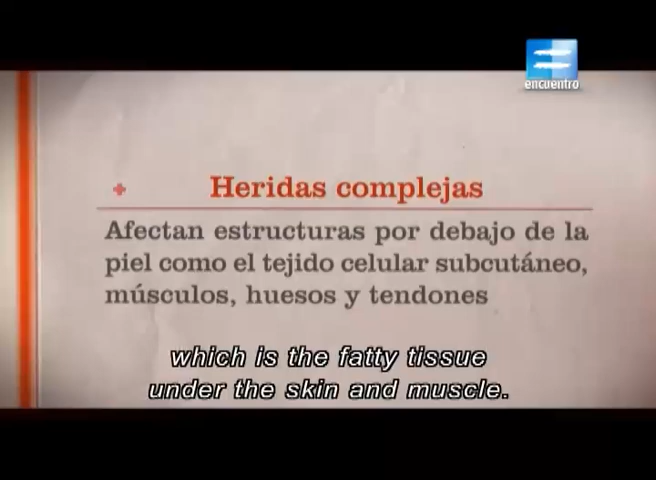 encuentro
Heridas complejas
Afectan estructuras por debajo de la
piel como el tejido celular subcutáneo,
músculos, huesos y tendones
which is the fatty tissue
under the skin and muscle.